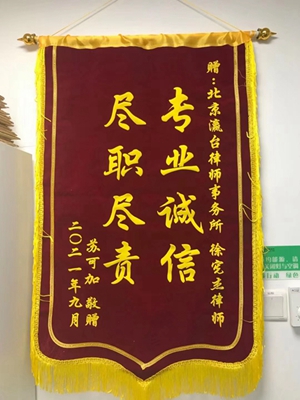 赠：北京瀛台律师事务所 徐宪杰律师
专业诚信
尽职尽责
苏可加 敬赠
二〇二一年九月